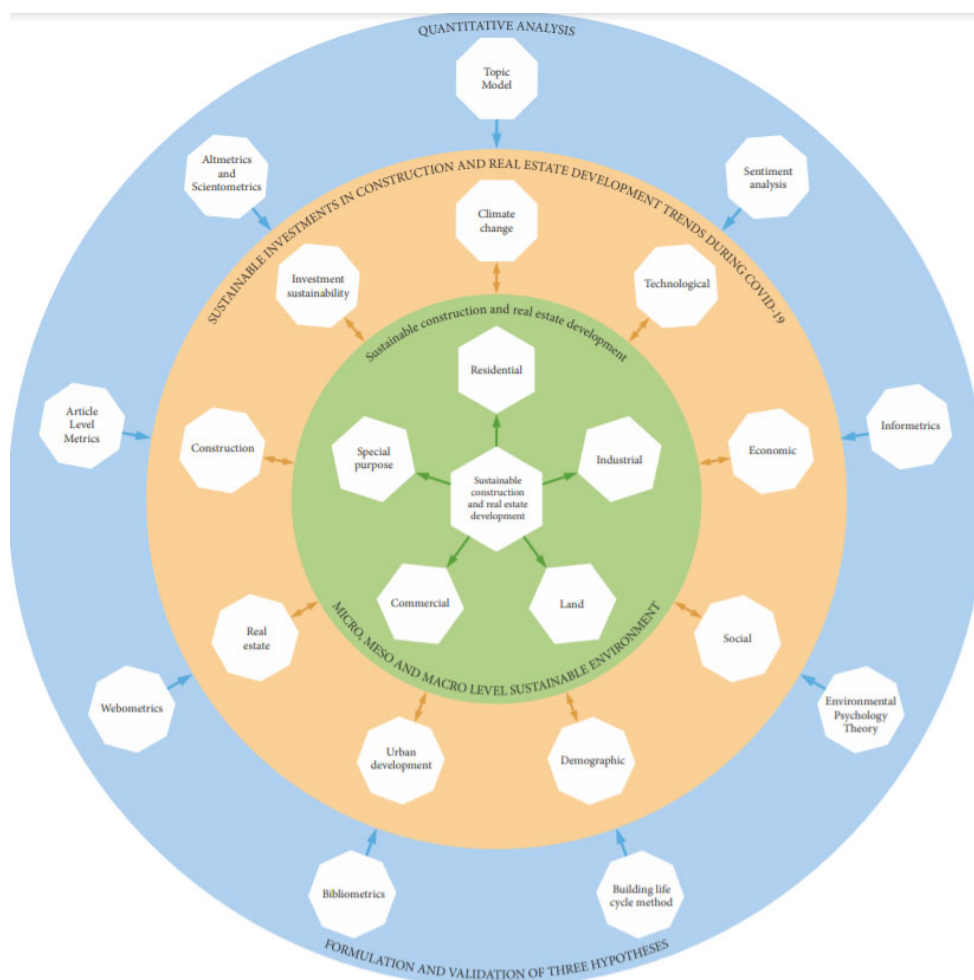 QUANTITATIVE ANALYSIS
Topic
Model
Altmetrics
and
Scientometrics
Sentiment
analysis
SUSTAINABLE INVESTMENTS IN CONSTRUCTION AND REAL ESTATE DEVELOPMENT TRENDS DURING COVID-19
Climate
change
Investment
sustainability
Technological
Sustainable construction and real estate development
Residential
Article
Level
Metrics
Informetrics
Construction
Economic
Special
purpose
Industrial
Sustainable
construction
and real estate
development
Commercial
Land
Real
estate
Social
MICRO, MESO AND MACRO LEVEL SUSTAINABLE ENVIRONMENT
Webometrics
Environmental
Psychology
Theory
Urban
development
Demographic
Bibliometrics
Building life
cycle method
FORMULATION AND VALIDATION OF THREE HYPOTHESES